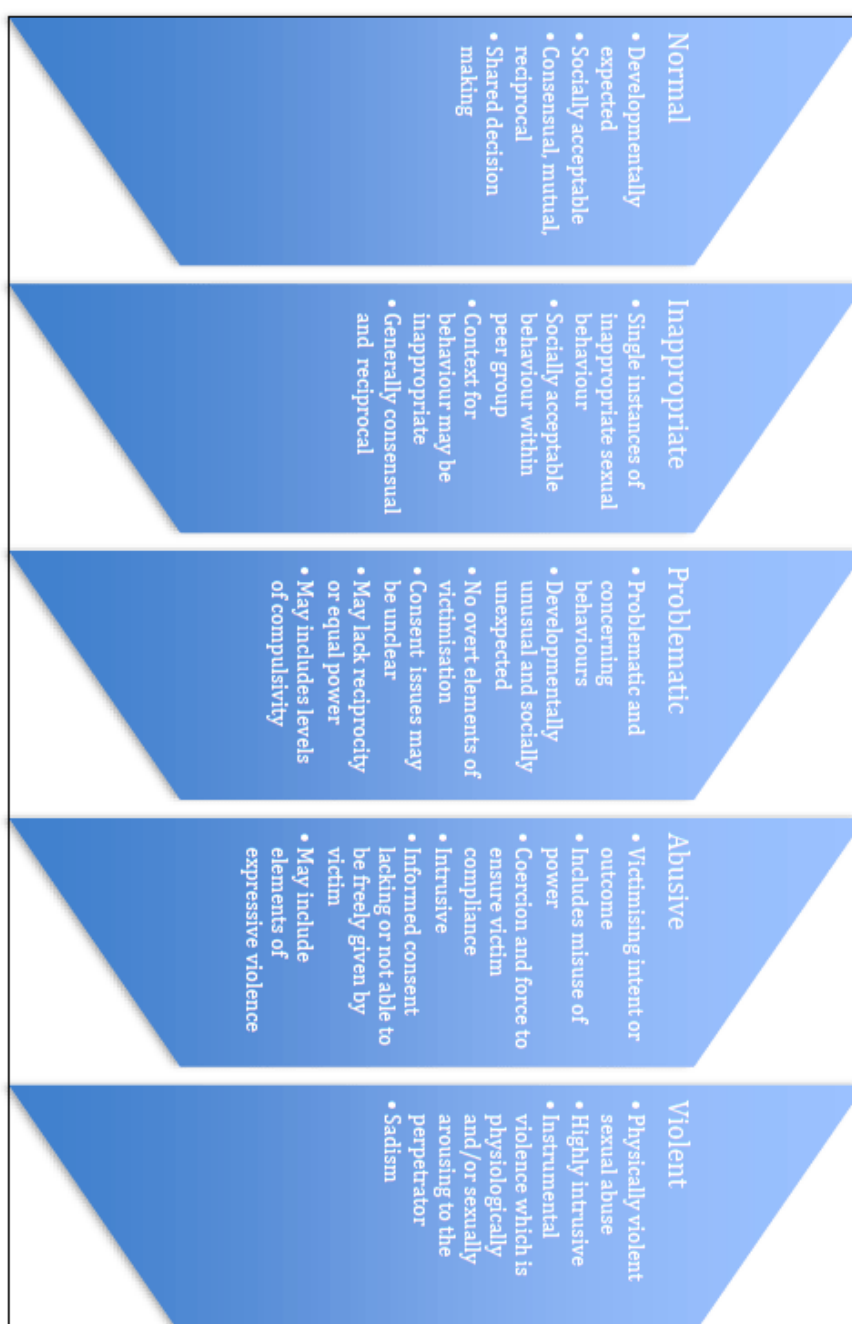 Normal
• Developmentally
expected
• Socially acceptable
• Consensual, mutual,
reciprocal
• Shared decision
making
Inappropriate
• Single instances of
inappropriate sexual
behaviour
• Socially acceptable
behaviour within
peer group
• Context for
behaviour may be
inappropriate
• Generally consensual
and reciprocal
Problematic
• Problematic and
concerning
behaviours
• Developmentally
unusual and socially
unexpected
• No overt elements of
victimisation
• Consent issues may
be unclear
• May lack reciprocity
or equal power
• May includes levels
of compulsivity
Abusive
• Victimising intent or
outcome
• Includes misuse of
power
• Coercion and force to
ensure victim
compliance
• Intrusive
• Informed consent
lacking or not able to
be freely given by
victim
• May include
elements of
expressive violence
Violent
• Physically violent
sexual abuse
• Highly intrusive
• Instrumental
violence which is
physiologically
and/or sexually
arousing to the
perpetrator
• Sadism